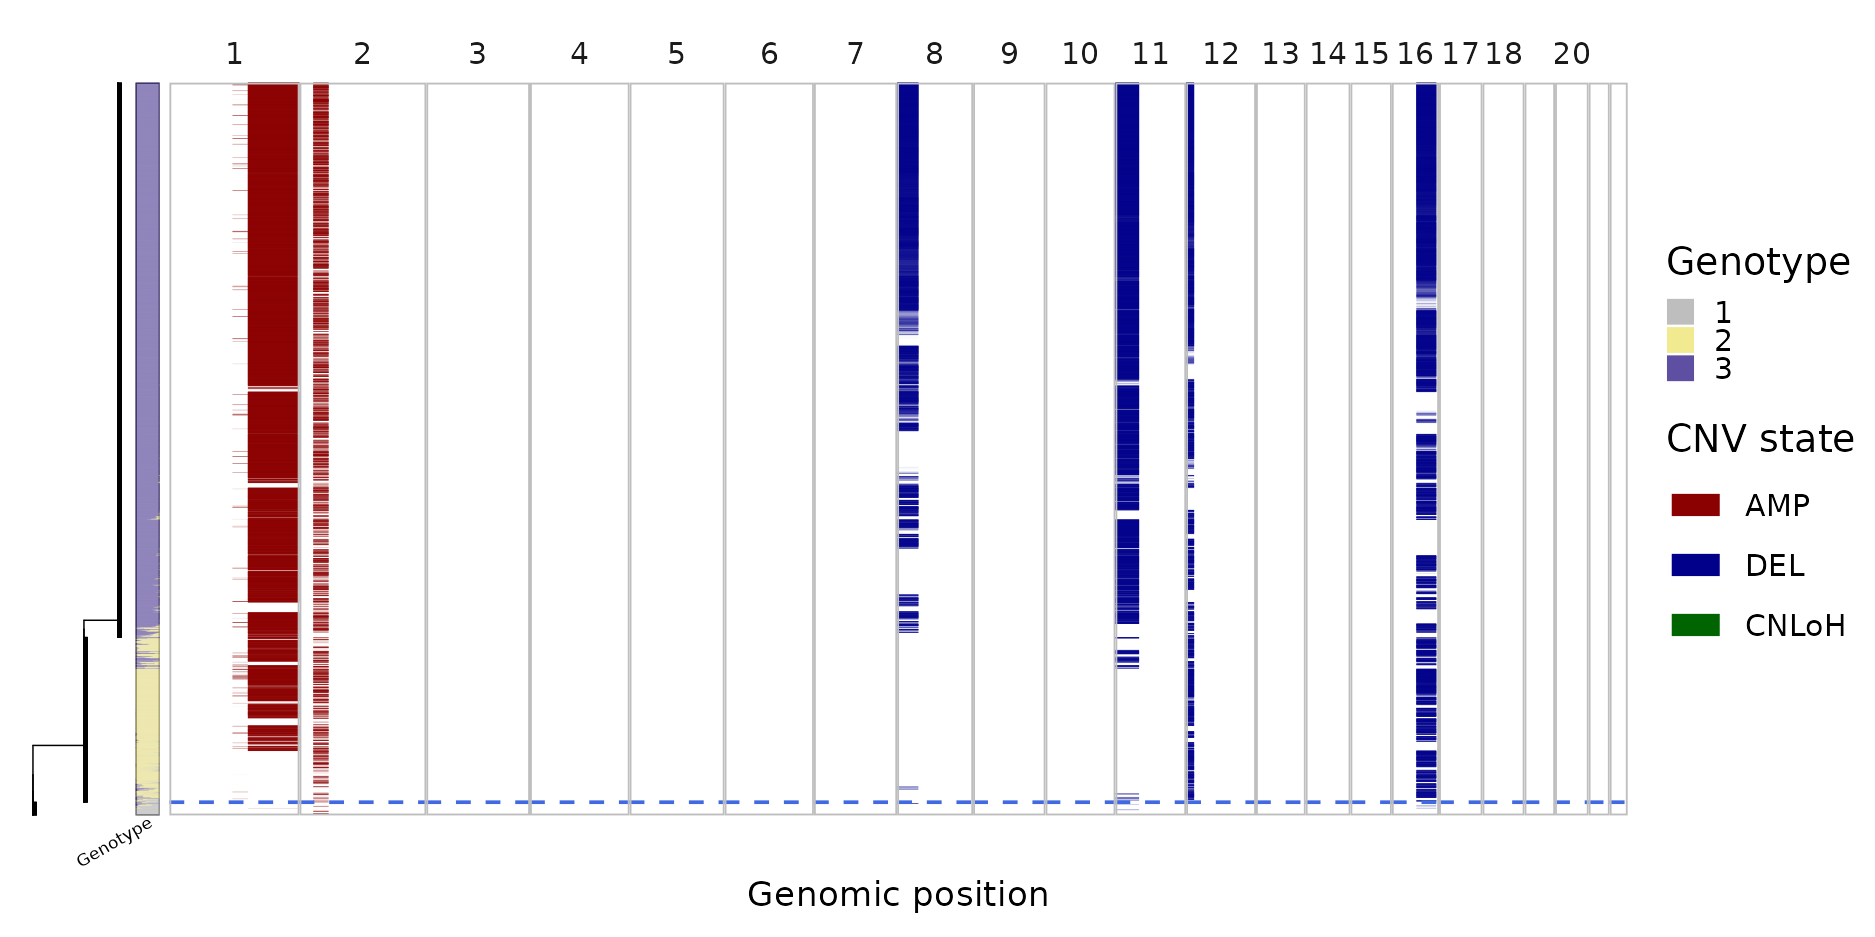 1 2 3 4 5 6 7 8 9 10 11 12 13 14 15 16 17 18 20
Genotype
1
2
3
CNV state
AMP
DEL
CNLoH
Genotype
Genomic position